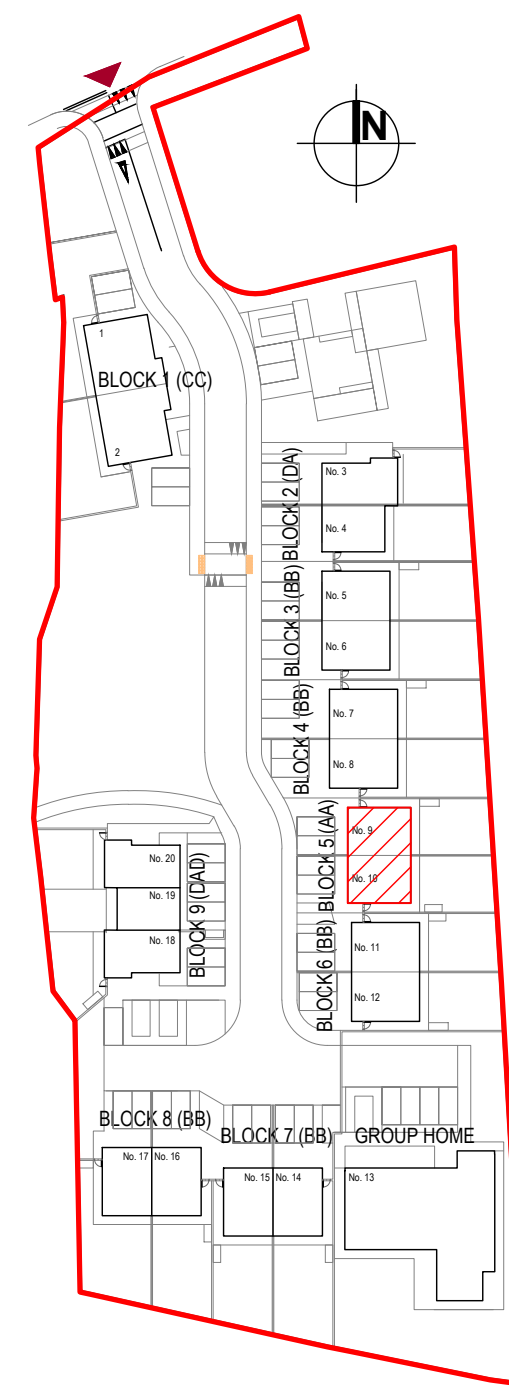 N
1
BLOCK 1 (CC)
2
BLOCK 2 (DA)
No. 3
No. 4
BLOCK 3 (BB)
No. 5
No. 6
BLOCK 4 (BB)
No. 7
No. 8
BLOCK 5 (AA)
No. 9
No. 10
BLOCK 9 (DAD)
No. 20
No. 19
No. 18
BLOCK 6 (BB)
No. 11
No. 12
BLOCK 8 (BB)
BLOCK 7 (BB)
GROUP HOME
No. 17
No. 16
No. 15
No. 14
No. 13